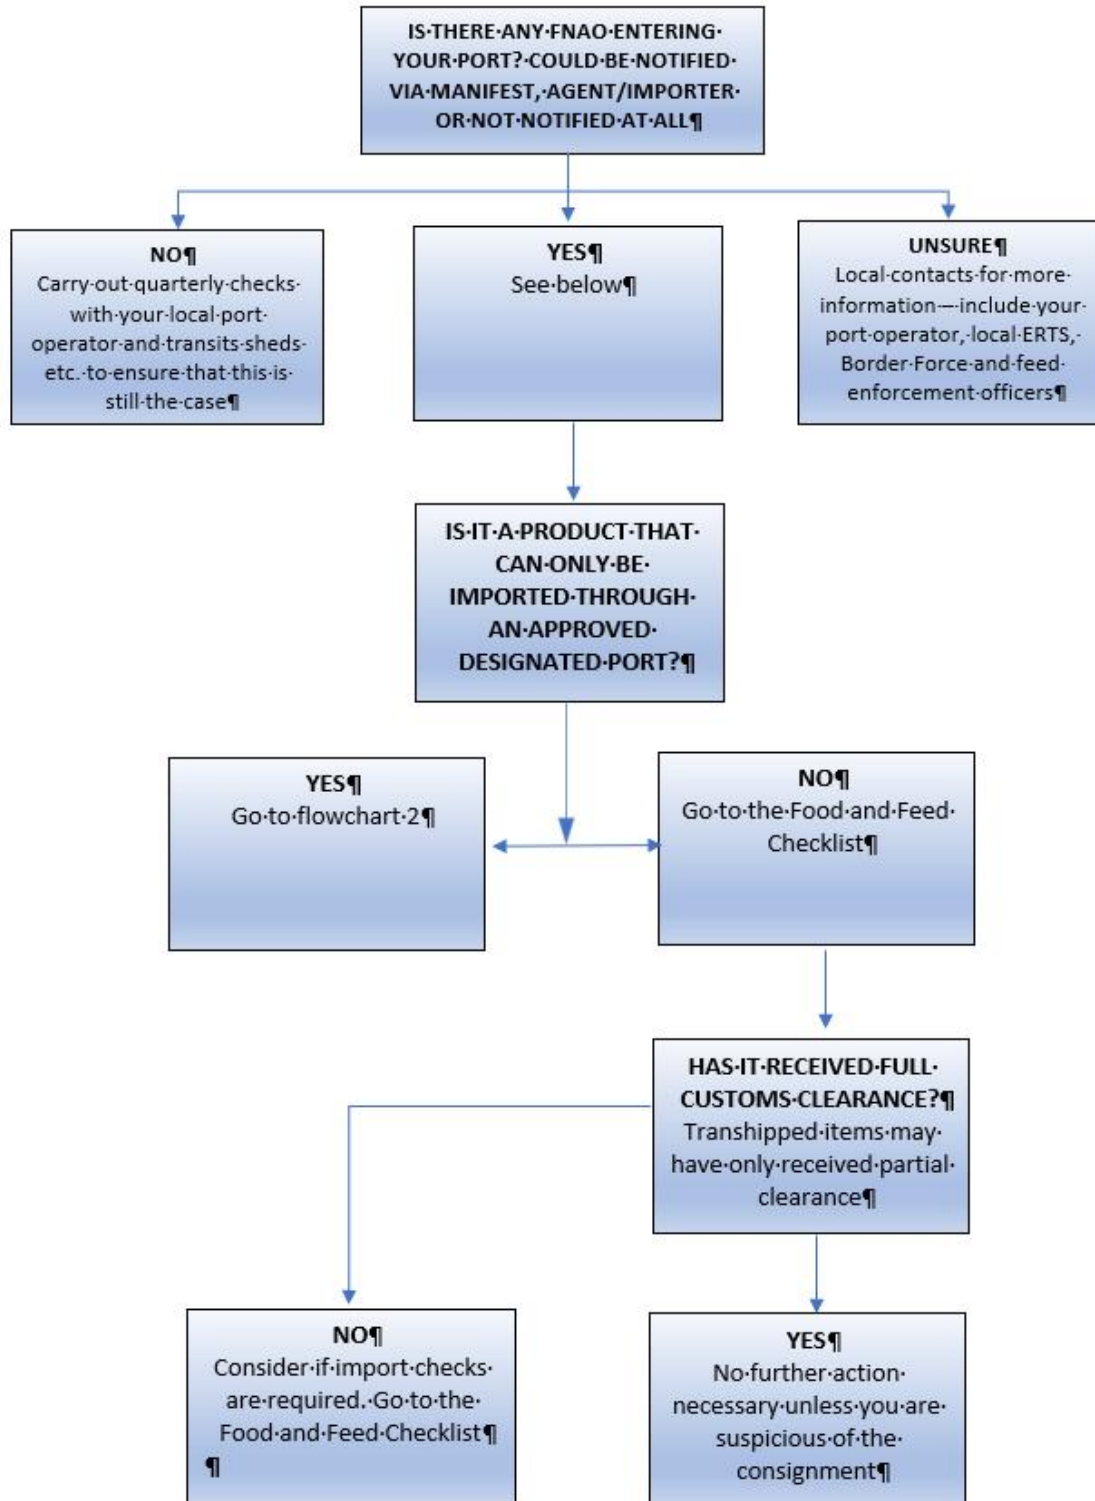 IS·THERE·ANY·FNAO·ENTERING·
YOUR·PORT?·COULD·BE·NOTIFIED·
VIA·MANIFEST,·AGENT/IMPORTER·
OR·NOT·NOTIFIED·AT·ALL¶
NO¶
Carry·out·quarterly·checks·
with·your·local·port·
operator·and·transits·sheds·
etc.·to·ensure·that·this·is·
still·the·case¶
YES¶
See·below¶
UNSURE¶
Local·contacts·for·more·
information·–·include·your·
port·operator,·local·ERTS,·
Border·Force·and·feed·
enforcement·officers¶
IS·IT·A·PRODUCT·THAT·
CAN·ONLY·BE·
IMPORTED·THROUGH·
AN·APPROVED·
DESIGNATED·PORT?¶
YES¶
Go·to·flowchart·2¶
NO¶
Go·to·the·Food·and·Feed·
Checklist¶
HAS·IT·RECEIVED·FULL·
CUSTOMS·CLEARANCE?¶
Transhipped·items·may·
have·only·received·partial·
clearance¶
NO¶
Consider·if·import·checks·
are·required.·Go·to·the·
Food·and·Feed·Checklist¶
¶
YES¶
No·further·action·
necessary·unless·you·are·
suspicious·of·the·
consignment¶